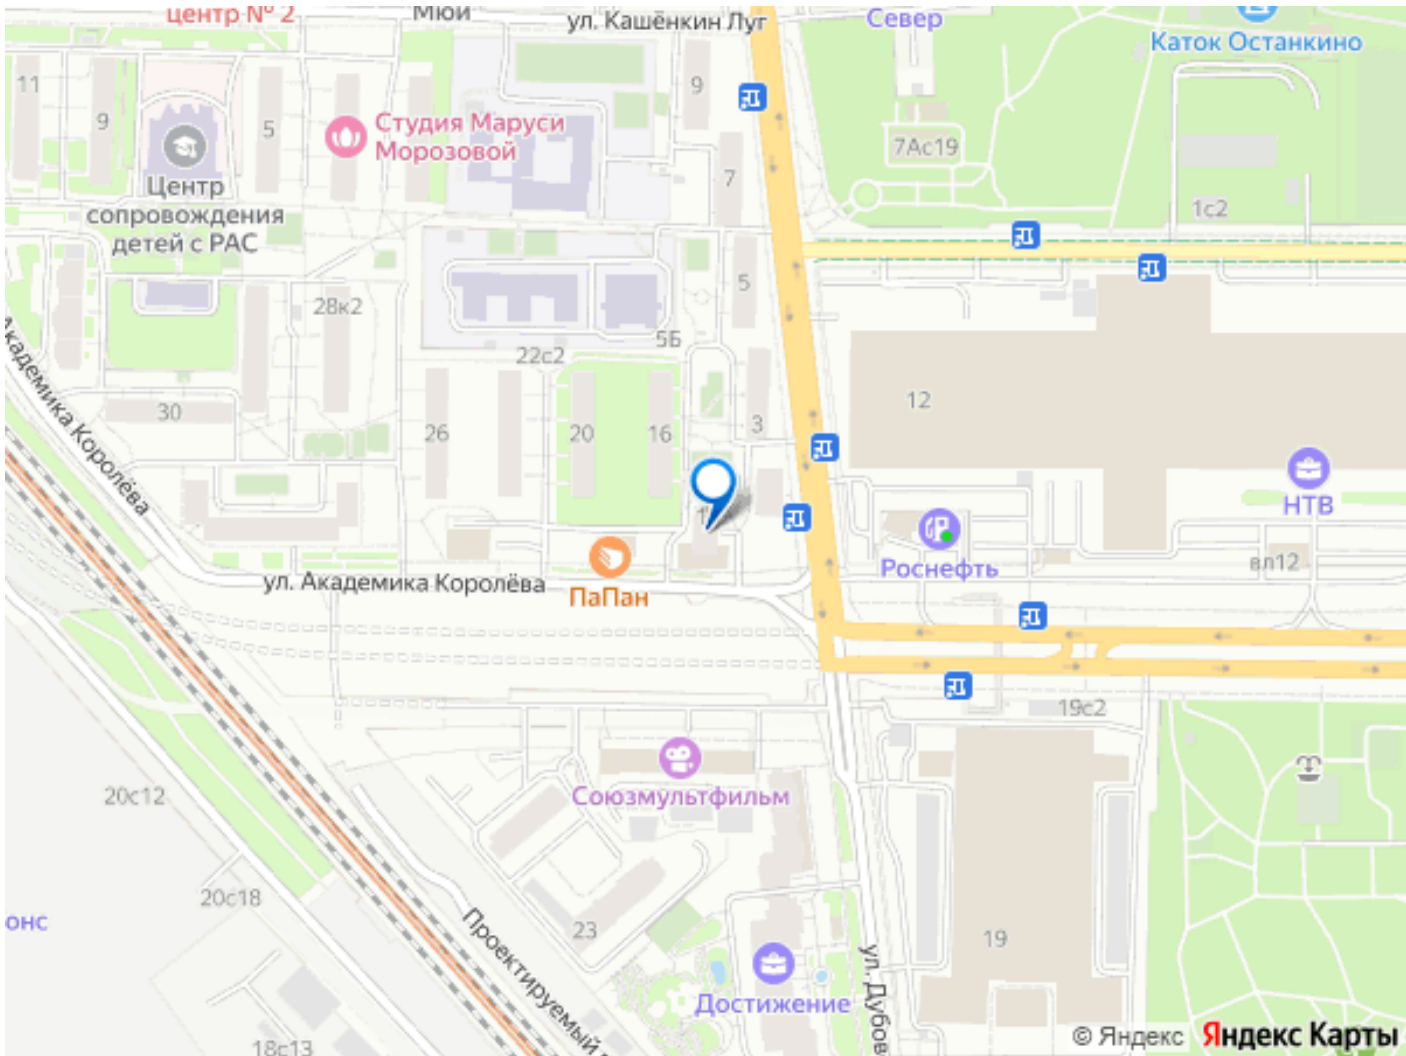 центр № 2
Мюи
ул. Кашёнкин Луг
Север
Каток Останкино
11
9
5
9
Студия Маруси
Морозовой
7Ас19
Центр
сопровождения
детей с РАС
7
1с2
5
28к2
5Б
22с2
Академика Королёва
30
26
20
16
3
12
НТВ
Роснефть
вл12
ул. Академика Королёва
ПаПан
19с2
20с12
Союзмультфильм
20с18
онс
23
19
Проектируемый
Достижение
ул. Дубов
18с13
© Яндекс Яндекс Карты